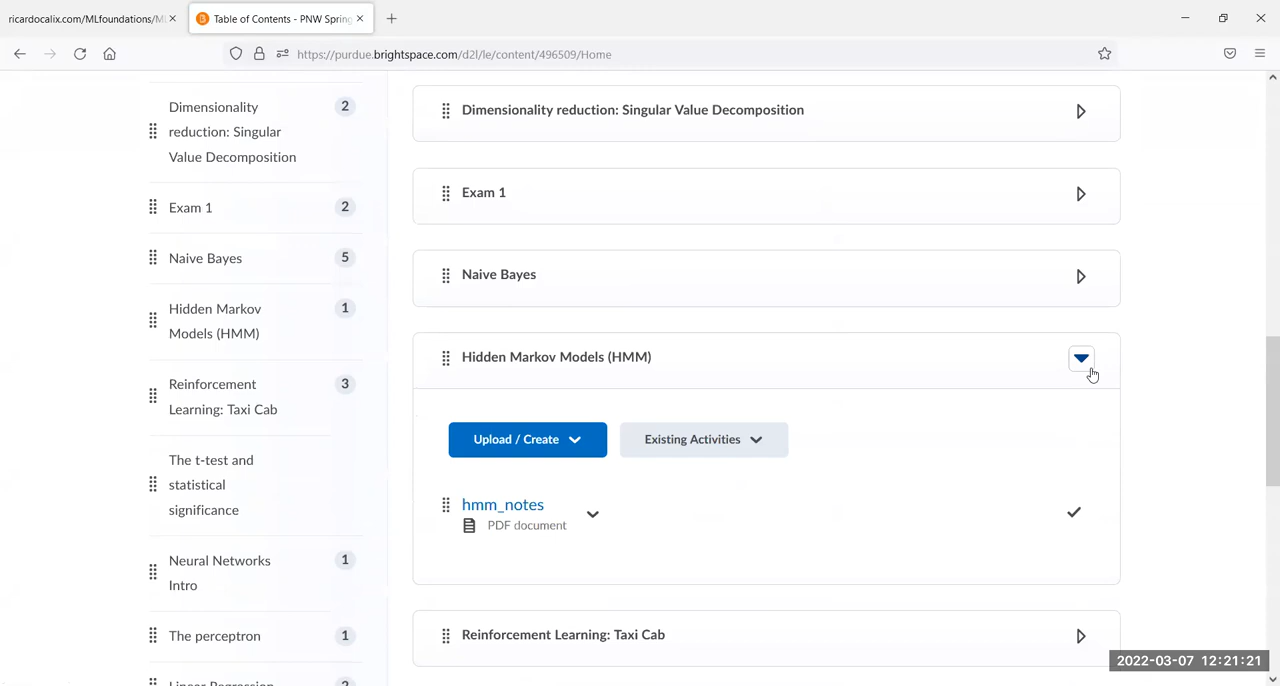 ricardocalix.com/MLfoundations/ML
Table of Contents - PNW Spring
https://purdue.brightspace.com/d2l/le/content/496509/Home
Dimensionality
reduction: Singular
Value Decomposition
2
Exam 1
2
Naive Bayes
5
Hidden Markov
Models (HMM)
1
Reinforcement
Learning: Taxi Cab
3
The t-test and
statistical
significance
Neural Networks
Intro
1
The perceptron
1
Linear Regression
2
Dimensionality reduction: Singular Value Decomposition
Exam 1
Naive Bayes
Hidden Markov Models (HMM)
Upload / Create
Existing Activities
hmm_notes
PDF document
Reinforcement Learning: Taxi Cab
2022-03-07 12:21:21